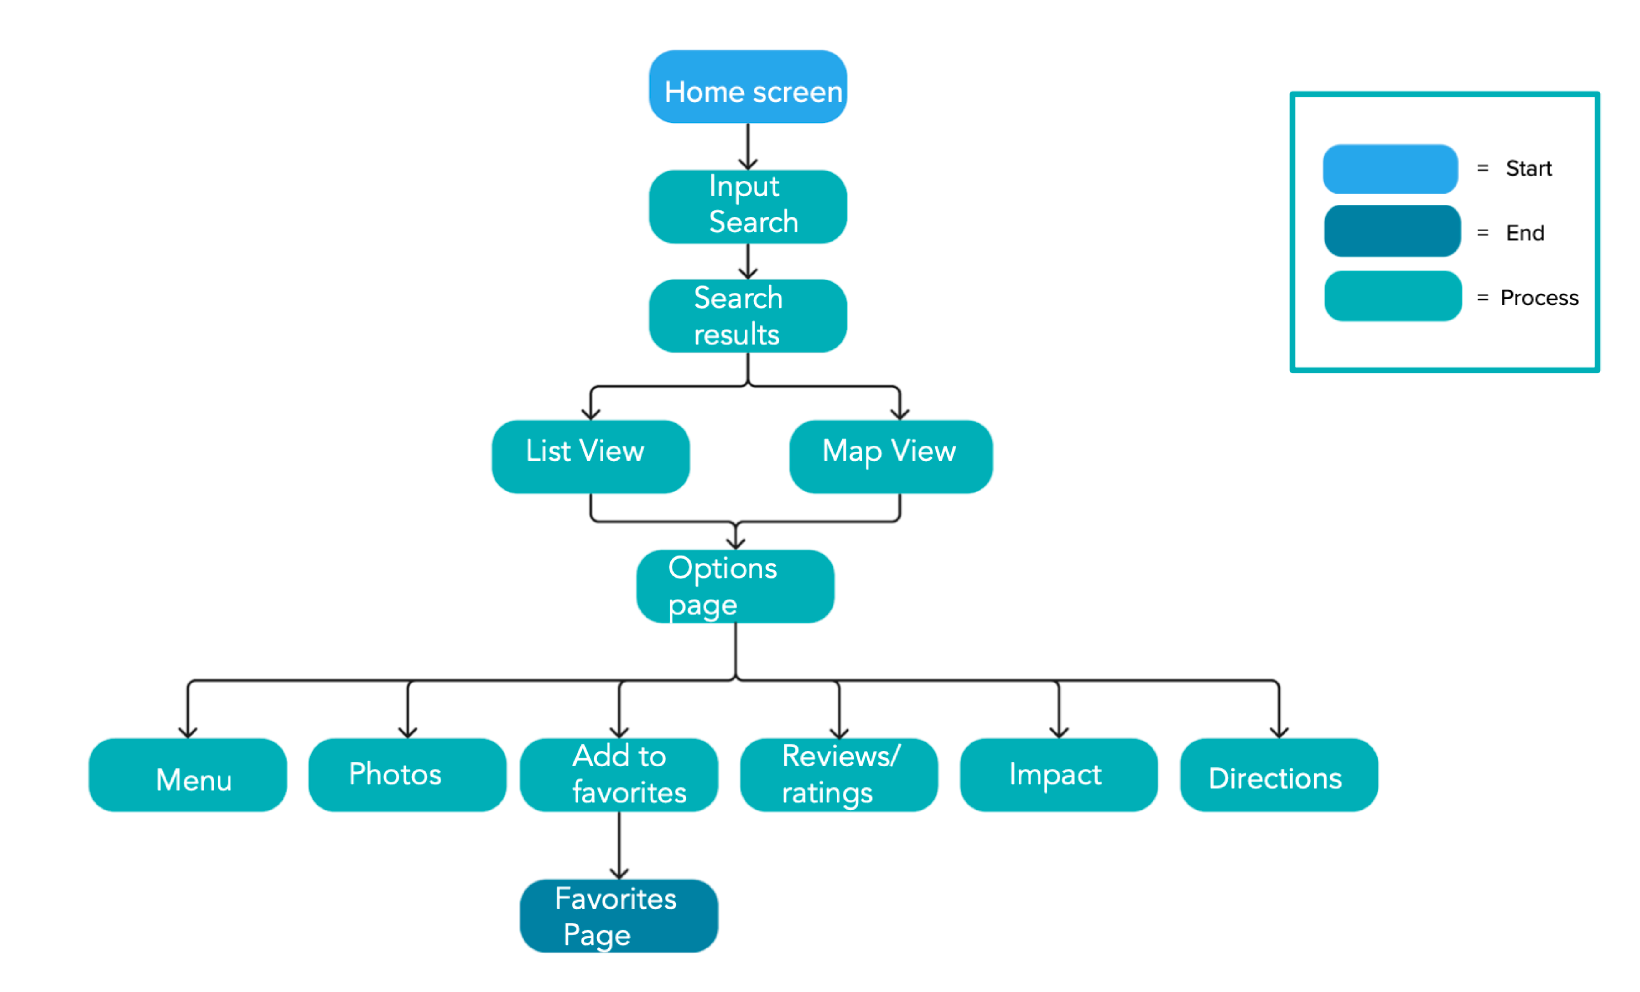 Home screen
Input
Search
Search
results
List View
Map View
Options
page
Menu
Photos
Add to
favorites
Reviews/
ratings
Impact
Directions
Favorites
Page
= Start
= End
= Process